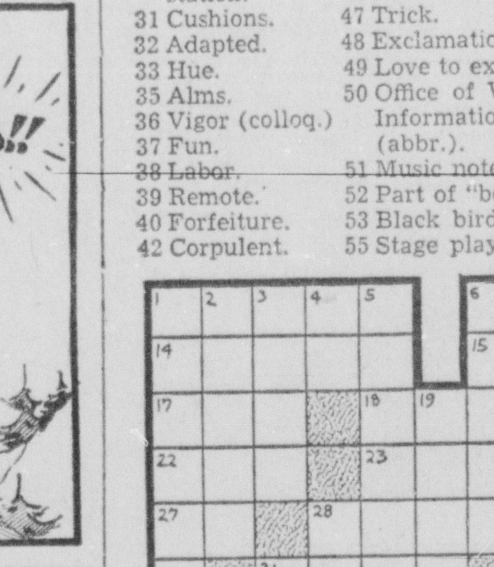 31 Cushions.
32 Adapted.
33 Hue.
35 Alms.
36 Vigor (colloq.)
37 Fun.
38 Labor.
39 Remote.
40 Forfeiture.
42 Corpulent.
47 Trick.
48 Exclamatio
49 Love to ex
50 Office of
Informatio
(abbr.).
51 Music note
52 Part of "b
53 Black bird
55 Stage play
!!
1 2 3 4 5 6
14 15
17 18 19
22 23
27 28